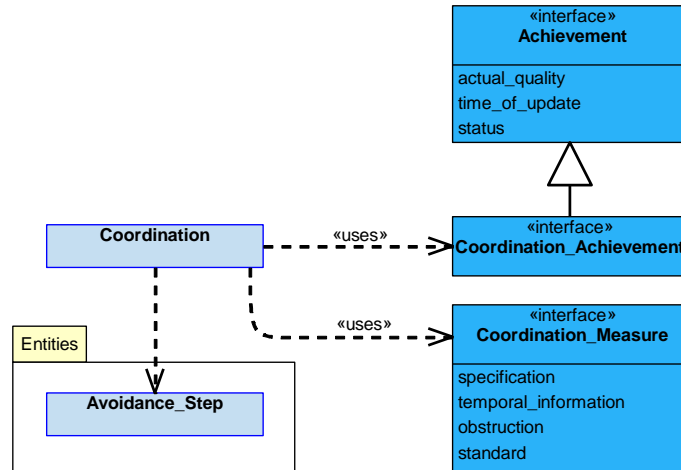 «interface»
Achievement
actual_quality
time_of_update
status
Coordination
«uses»
«interface»
Coordination_Achievement
«uses»
«interface»
Coordination_Measure
specification
temporal_information
obstruction
standard
Entities
Avoidance_Step